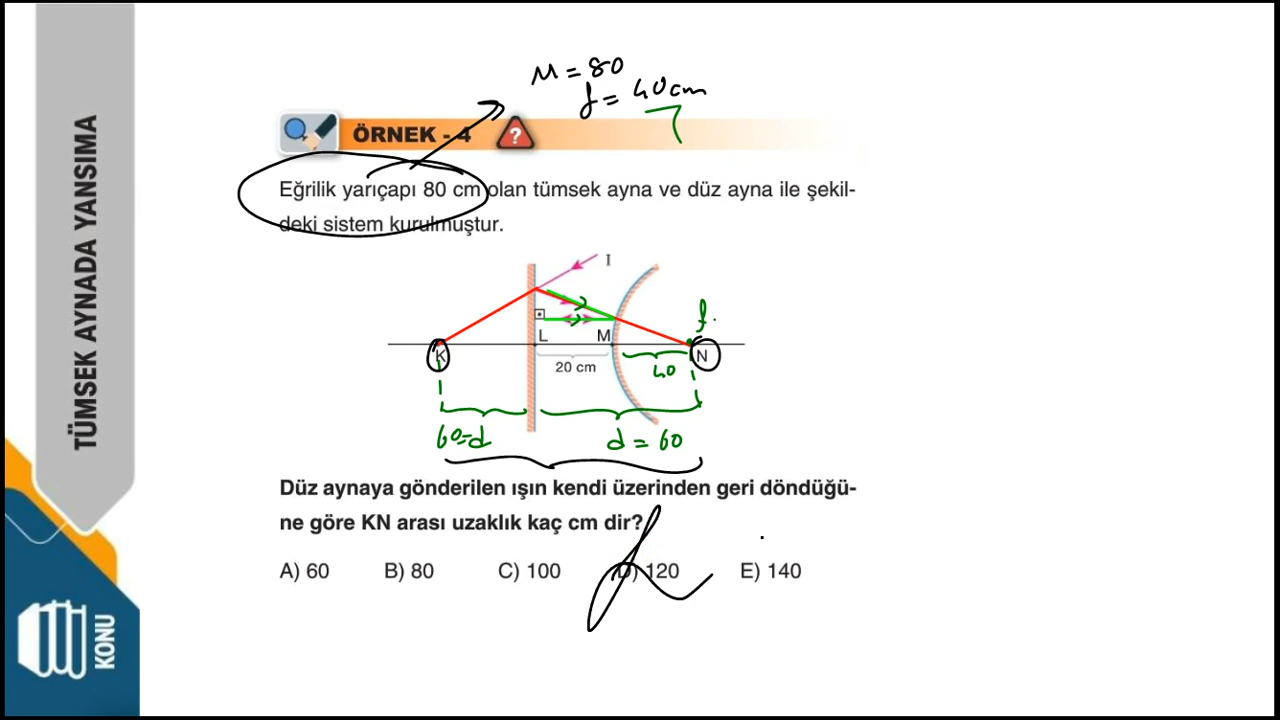 TÜMSEK AYNADA YANSIMA
KONU
M = 80
f = 40cm
ÖRNEK - 4
?
Eğrilik yarıçapı 80 cm olan tümsek ayna ve düz ayna ile şekil-
deki sistem kurulmuştur.
I
f.
L M
K N
20 cm
40
60=d d = 60
Düz aynaya gönderilen ışın kendi üzerinden geri döndüğü-
ne göre KN arası uzaklık kaç cm dir?
A) 60 B) 80 C) 100 D) 120 E) 140